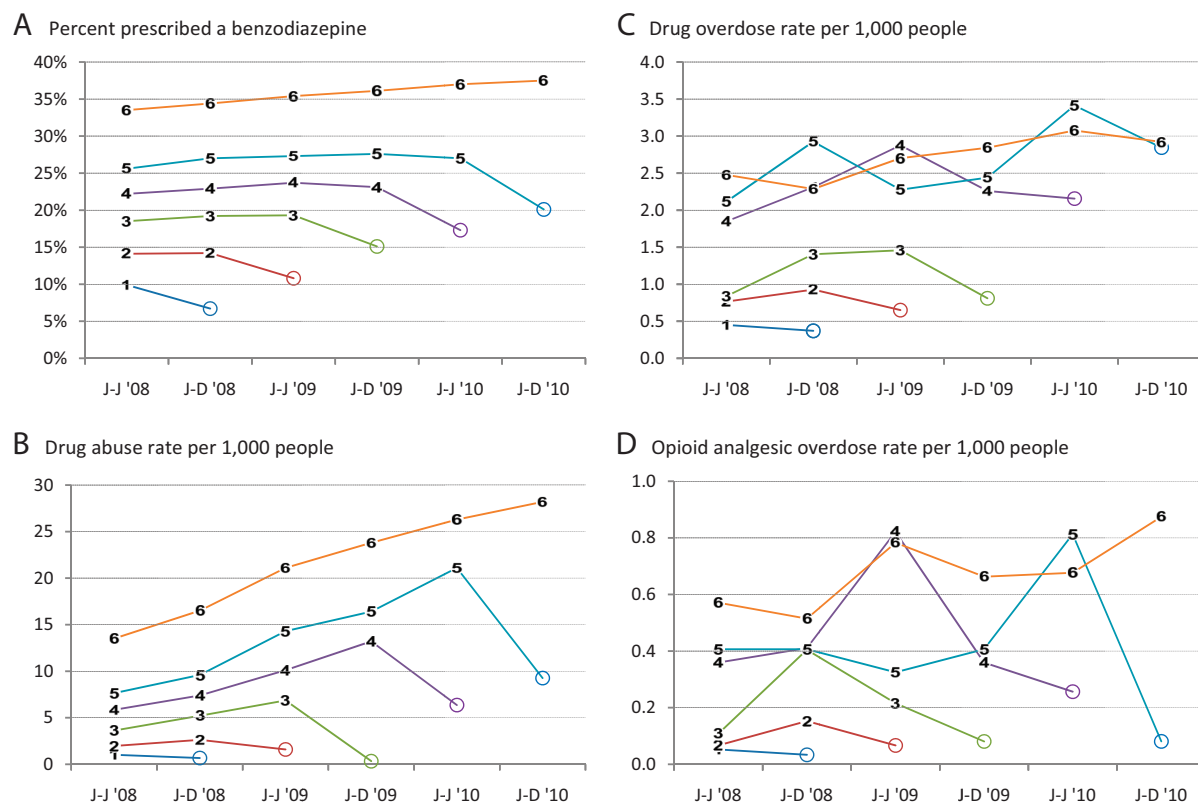 A Percent prescribed a benzodiazepine
40%
35%
30%
25%
20%
15%
10%
5%
0%
6 6 6 6 6 6
5 5 5 5 5
4 4 4 4
3 3 3
2 2
1
J-J '08 J-D '08 J-J '09 J-D '09 J-J '10 J-D '10
B Drug abuse rate per 1,000 people
30
25
20
15
10
5
0
6 6 6 6 6 6
5 5 5 5 5
4 4 4 4
3 3 3
2 2
1
J-J '08 J-D '08 J-J '09 J-D '09 J-J '10 J-D '10
C Drug overdose rate per 1,000 people
4.0
3.5
3.0
2.5
2.0
1.5
1.0
0.5
0.0
6 6 6 6 6 6
5 5 5 5 5
4 4 4
3 3 3
2 2
1
J-J '08 J-D '08 J-J '09 J-D '09 J-J '10 J-D '10
D Opioid analgesic overdose rate per 1,000 people
1.0
0.8
0.6
0.4
0.2
0.0
6 6 6 6 6 6
5 5 5 5 5
4 4 4
3 3
2 2
J-J '08 J-D '08 J-J '09 J-D '09 J-J '10 J-D '10